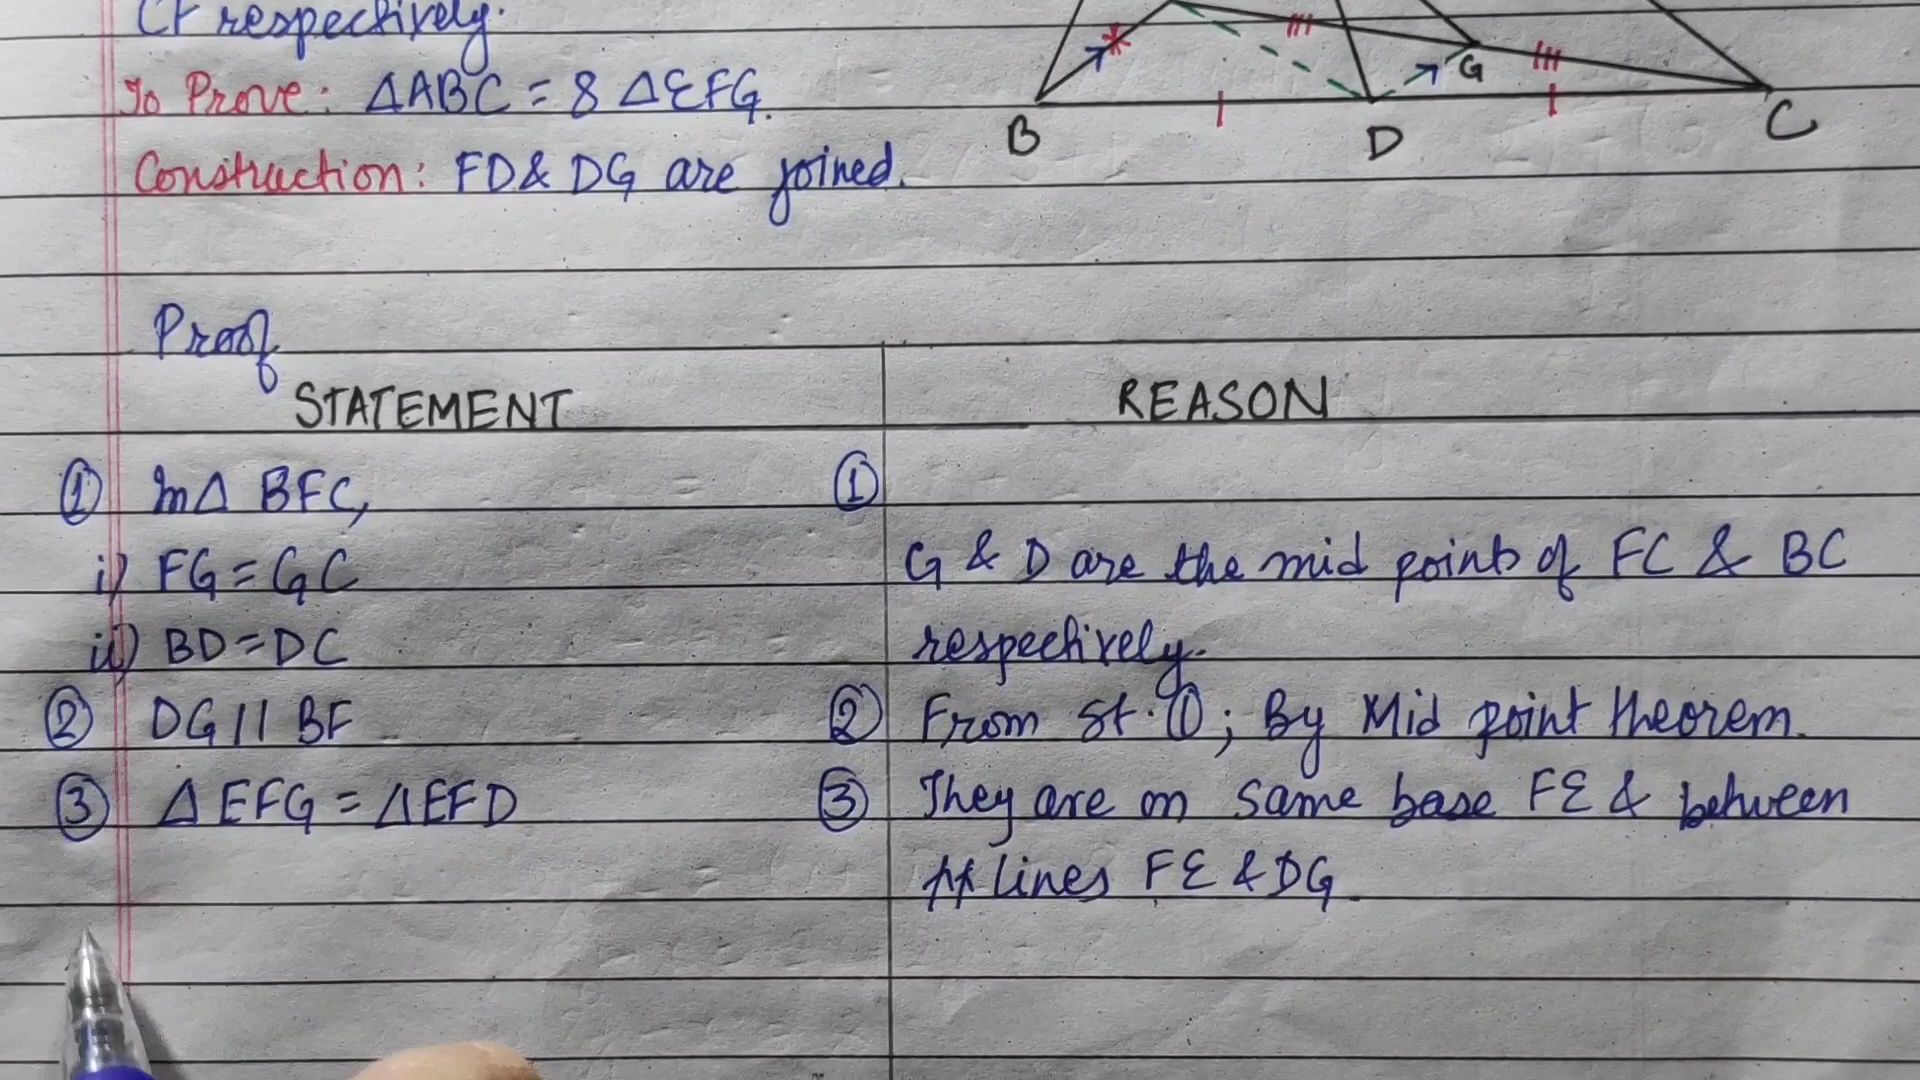 CF respectively.
To Prove: ΔABC = 8 ΔEFG.
Construction: FD & DG are joined.
G
B
D
C
Proof
STATEMENT
REASON
① In Δ BFC,
①
i) FG = GC
G & D are the mid points of FC & BC
ii) BD = DC
respectively.
② DG || BF
② From St. ①; By Mid point theorem.
③ Δ EFG = Δ EFD
③ They are on same base FE & between
lines FE & DG